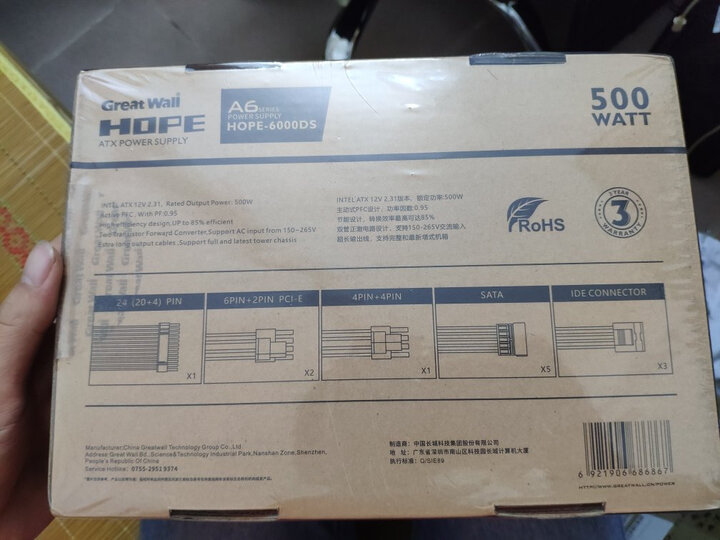 Great Wall
HOPE
ATX POWER SUPPLY
A6 SERIES
POWER SUPPLY
HOPE-6000DS
500
WATT
INTEL ATX 12V 2.31, Rated Output Power: 500W
Active PFC, With PF:0.95
High efficiency design,UP to 85% efficient
Two Transistor Forward Converter,Support AC input from 150-265V
Extra long output cables ,Support full and latest tower chassis
INTEL ATX 12V 2.31版本，额定功率:500W
主动式PFC设计，功率因数:0.95
节能设计，转换效率最高可达85%
双管正激电路设计，支持150-265V交流输入
超长输出线，支持完整和最新塔式机箱
RoHS
3 YEAR
3
WARRANTY
24 (20+4) PIN
X1
6PIN+2PIN PCI-E
X2
4PIN+4PIN
X1
SATA
X5
IDE CONNECTOR
X3
Manufacturer:China Greatwall Technology Group Co.,Ltd.
Address:Great Wall Bd.,Science&Technology Industrial Park,Nanshan Zone,Shenzhen,
People's Republic Of China
Service Hotline: 0755-2951 9374
制造商：中国长城科技集团股份有限公司
地 址：广东省深圳市南山区科技园长城计算机大厦
执行标准：Q/SIE89
6 921906 686867
HTTP://WWW.GREATWALL.CN/POWER